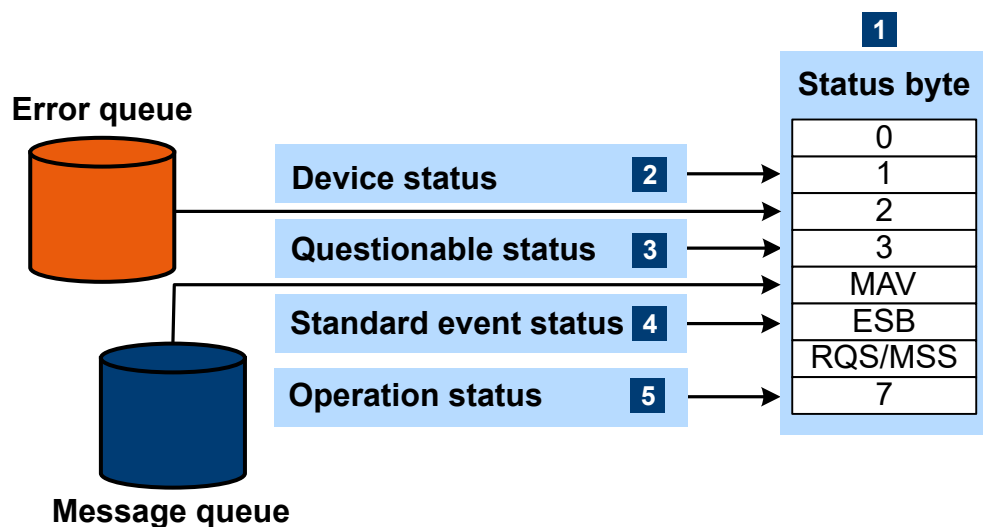 1
Status byte
Error queue
0
Device status 2
1
2
Questionable status 3
3
MAV
Standard event status 4
ESB
RQS/MSS
Operation status 5
7
Message queue